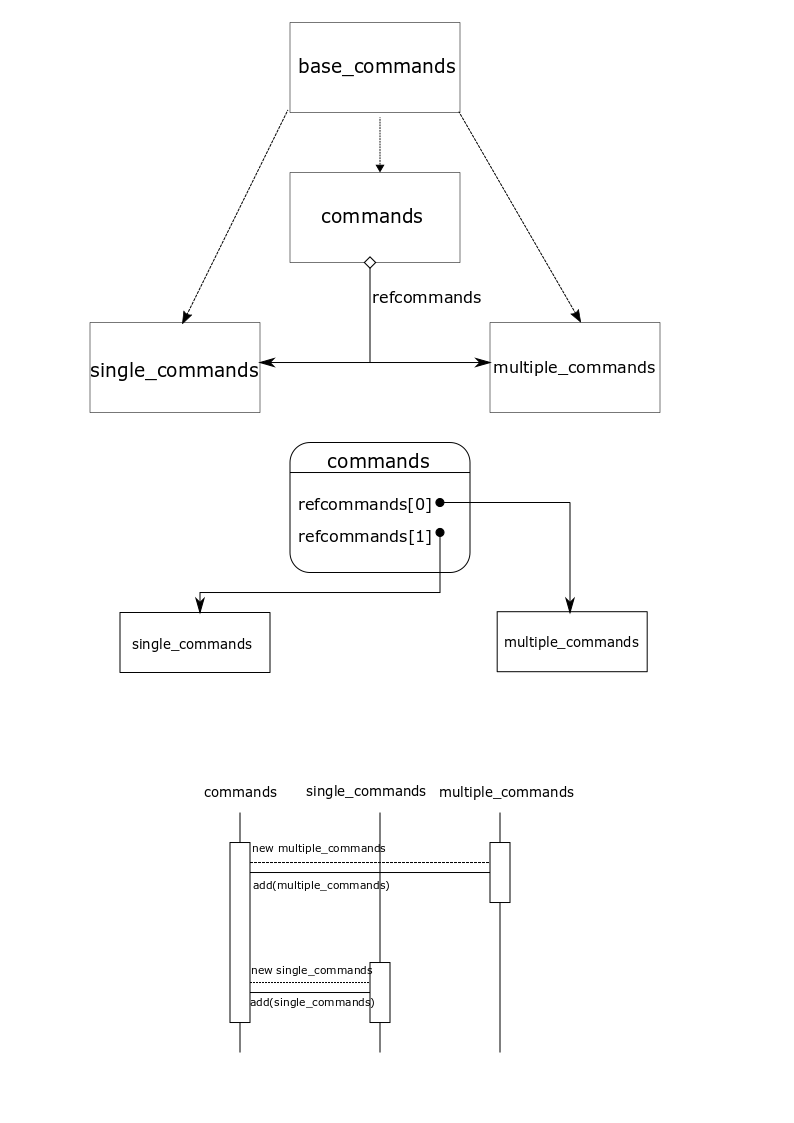 base_commands
commands
refcommands
single_commands
multiple_commands
commands
refcommands[0]
refcommands[1]
single_commands
multiple_commands
commands
single_commands
multiple_commands
new multiple_commands
add(multiple_commands)
new single_commands
add(single_commands)